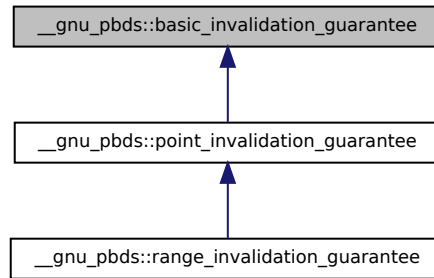 __gnu_pbds::basic_invalidation_guarantee
__gnu_pbds::point_invalidation_guarantee
__gnu_pbds::range_invalidation_guarantee